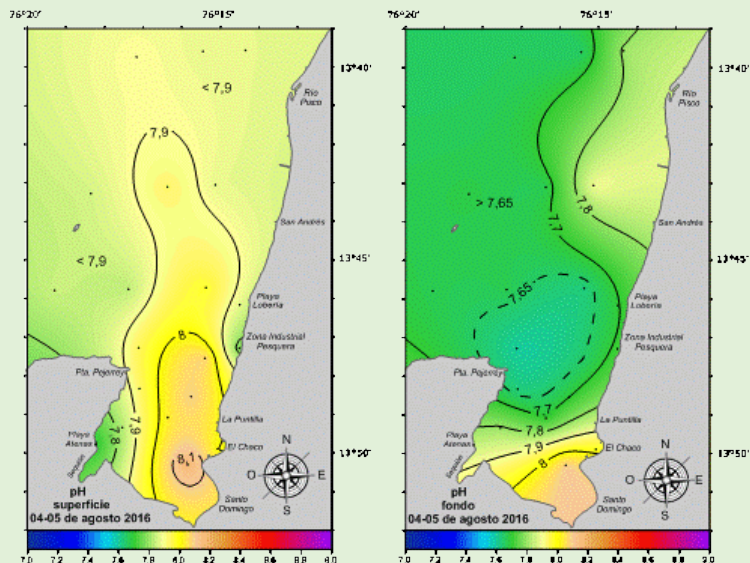 76°20' 76°15'
13°40'
Río
Pisco
< 7,9
7,9
San Andrés
< 7,9
13°45'
Playa
Lobería
8
Zona Industrial
Pesquera
Pta. Pejerrey
7,9
7,8
La Puntilla
Playa
Atenas
El Chaco
Sequión
8,1
13°50'
N
O E
S
Santo
Domingo
pH
superficie
04-05 de agosto 2016
7.0 7.2 7.4 7.6 7.8 8.0 8.2 8.4 8.6 8.8 9.0
76°20' 76°15'
13°40'
Río
Pisco
> 7,65
7,8
7,7
San Andrés
13°45'
7,65
Playa
Lobería
Zona Industrial
Pesquera
Pta. Pejerrey
7,7
7,8
La Puntilla
7,9
Playa
Atenas
El Chaco
8
Sequión
13°50'
N
O E
S
Santo
Domingo
pH
fondo
04-05 de agosto 2016
7.0 7.2 7.4 7.6 7.8 8.0 8.2 8.4 8.6 8.8 9.0